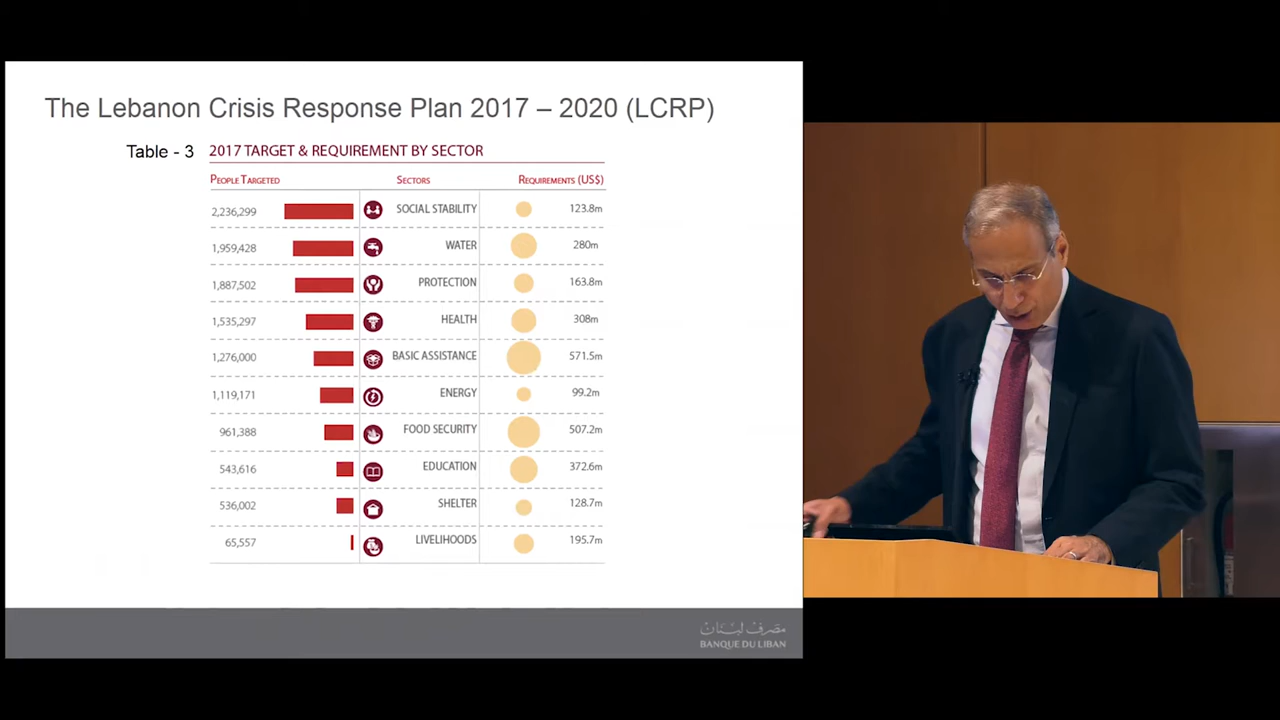 The Lebanon Crisis Response Plan 2017 – 2020 (LCRP)
Table - 3 2017 TARGET & REQUIREMENT BY SECTOR
PEOPLE TARGETED SECTORS REQUIREMENTS (US$)
2,236,299 SOCIAL STABILITY 123.8m
1,959,428 WATER 280m
1,887,502 PROTECTION 163.8m
1,535,297 HEALTH 308m
1,276,000 BASIC ASSISTANCE 571.5m
1,119,171 ENERGY 99.2m
961,388 FOOD SECURITY 507.2m
543,616 EDUCATION 372.6m
536,002 SHELTER 128.7m
65,557 LIVELIHOODS 195.7m
مصرف لبنان
BANQUE DU LIBAN